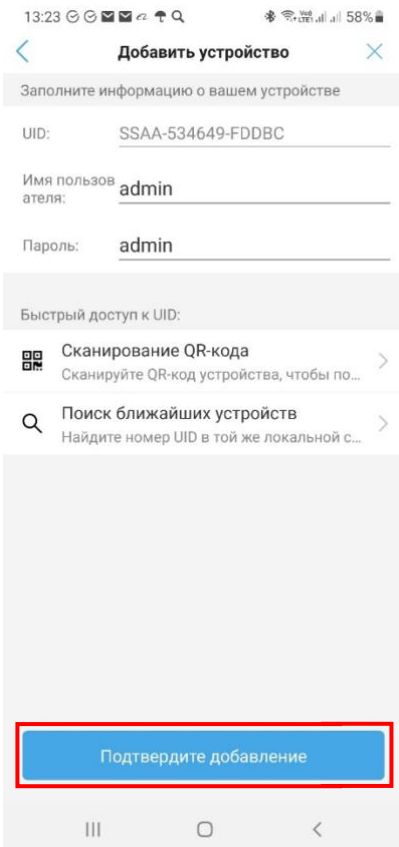 13:23 58%
Добавить устройство
Заполните информацию о вашем устройстве
UID: SSAA-534649-FDDBC
Имя пользов
ателя: admin
Пароль: admin
Быстрый доступ к UID:
Сканирование QR-кода
Сканируйте QR-код устройства, чтобы по...
Поиск ближайших устройств
Найдите номер UID в той же локальной с...
Подтвердите добавление